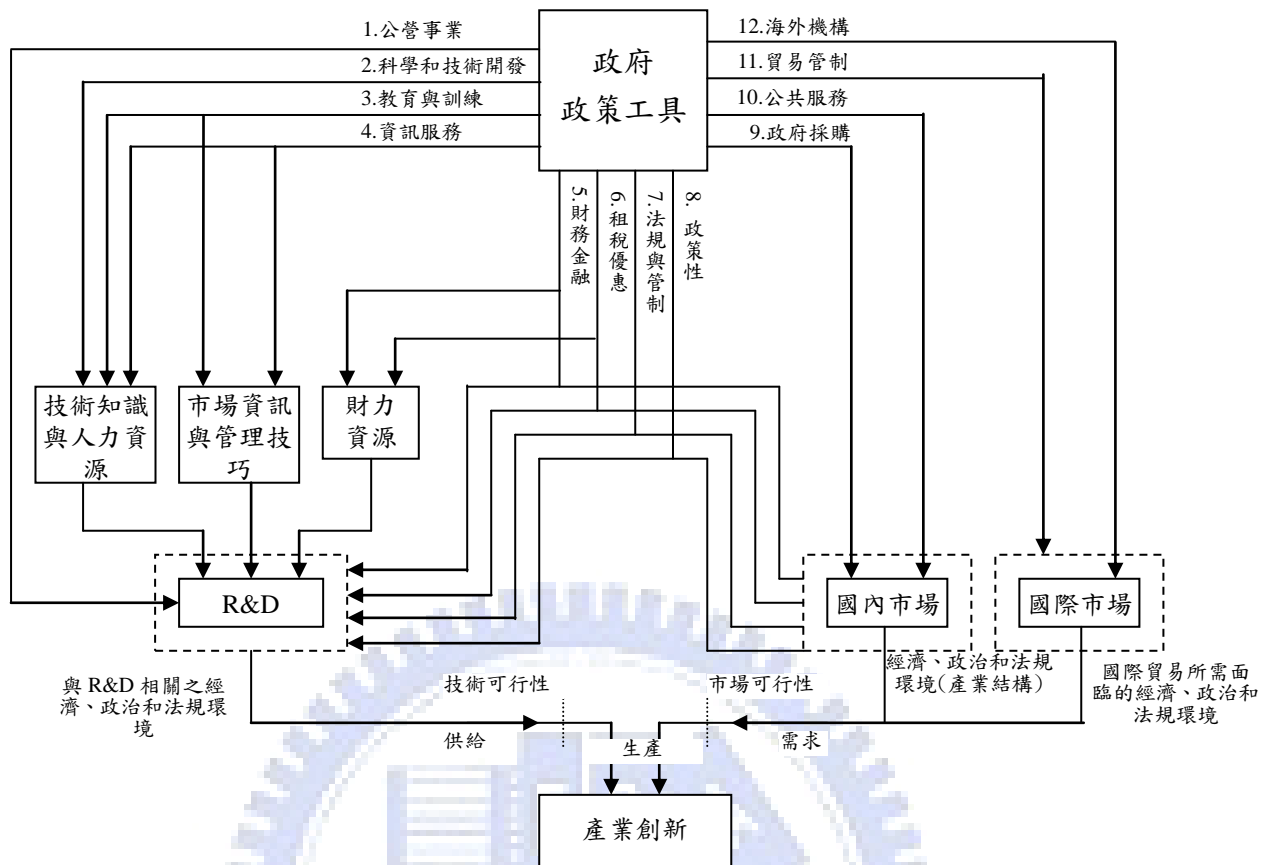 1.公營事業
2.科學和技術開發
3.教育與訓練
4.資訊服務
政府
政策工具
12.海外機構
11.貿易管制
10.公共服務
9.政府採購
5.財務金融
6.租稅優惠
7.法規與管制
8. 政策性
技術知識
與人力資
源
市場資訊
與管理技
巧
財力
資源
R&D
國內市場
國際市場
與 R&D 相關之經
濟、政治和法規環
境
經濟、政治和法規
環境(產業結構)
國際貿易所需面
臨的經濟、政治和
法規環境
技術可行性
市場可行性
供給
生產
需求
產業創新